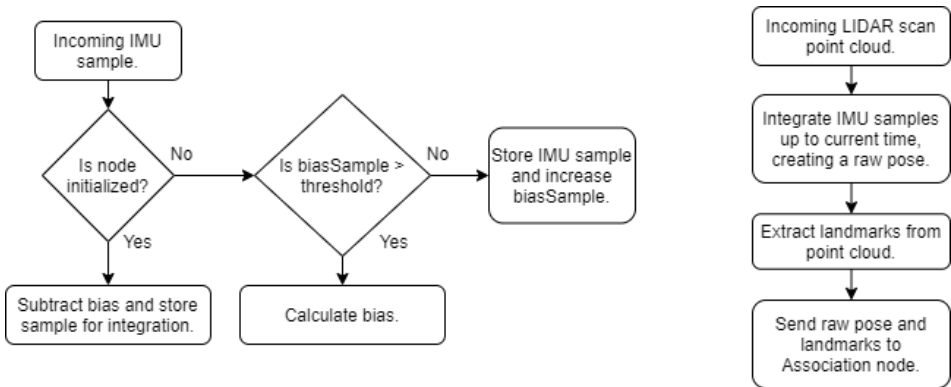 Incoming IMU
sample.
Is node
initialized?
No
Yes
Subtract bias and store
sample for integration.
Is biasSample >
threshold?
No
Yes
Calculate bias.
Store IMU sample
and increase
biasSample.
Incoming LIDAR scan
point cloud.
Integrate IMU samples
up to current time,
creating a raw pose.
Extract landmarks from
point cloud.
Send raw pose and
landmarks to
Association node.